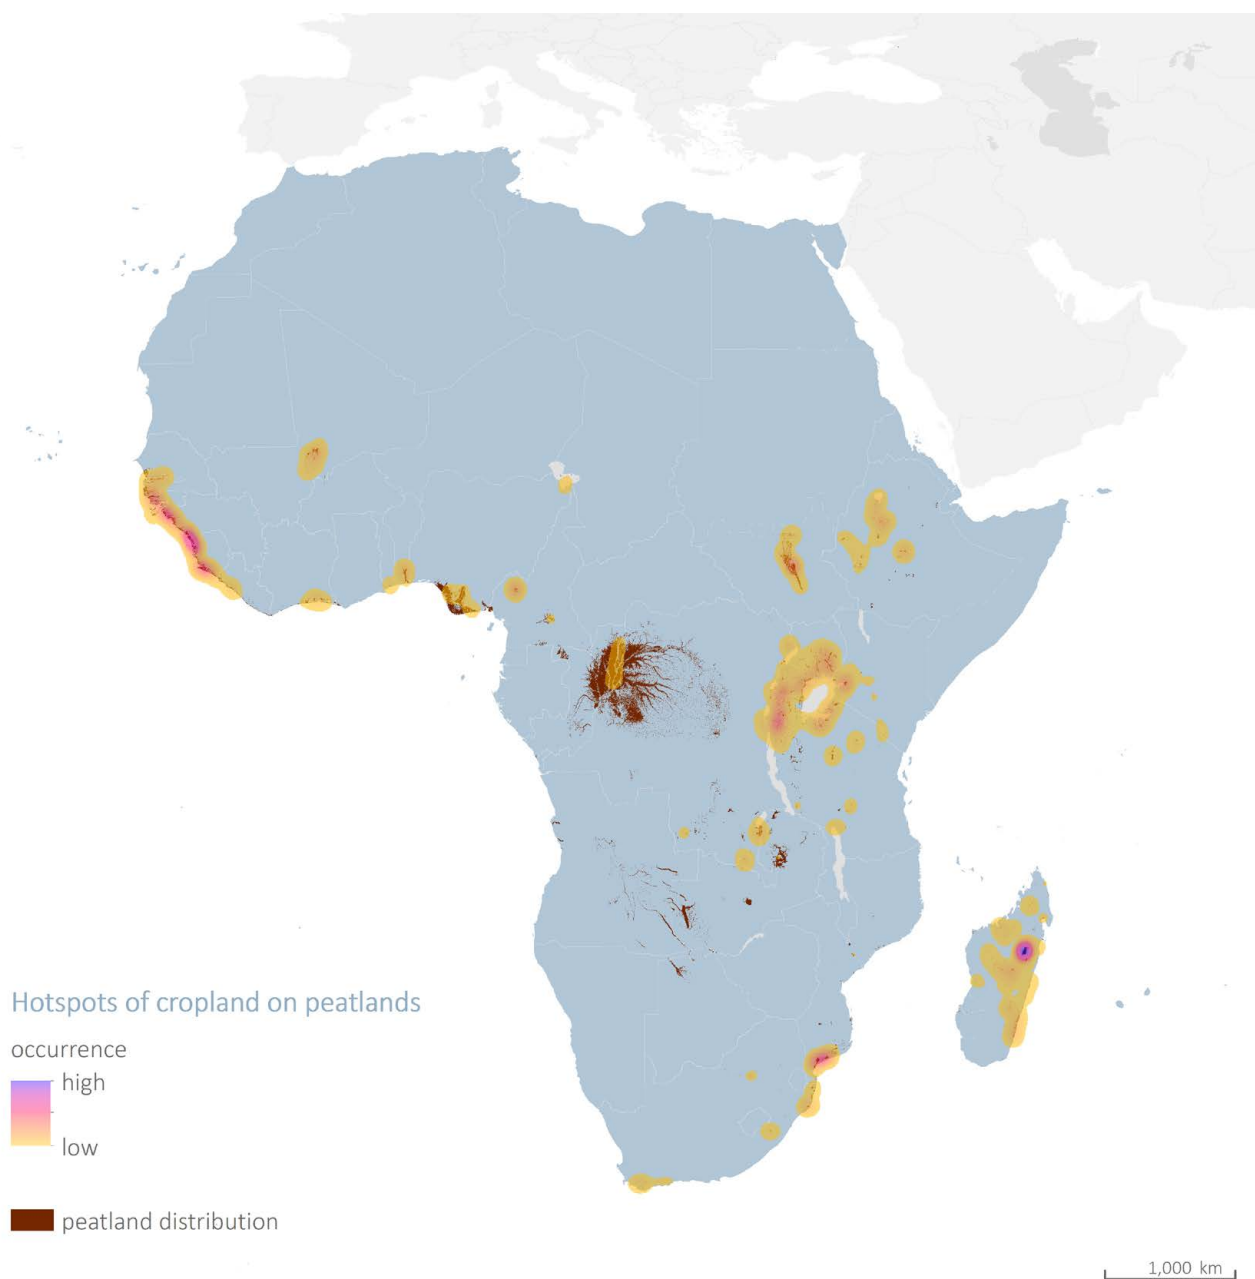 Hotspots of cropland on peatlands
occurrence
high
low
peatland distribution
1,000 km